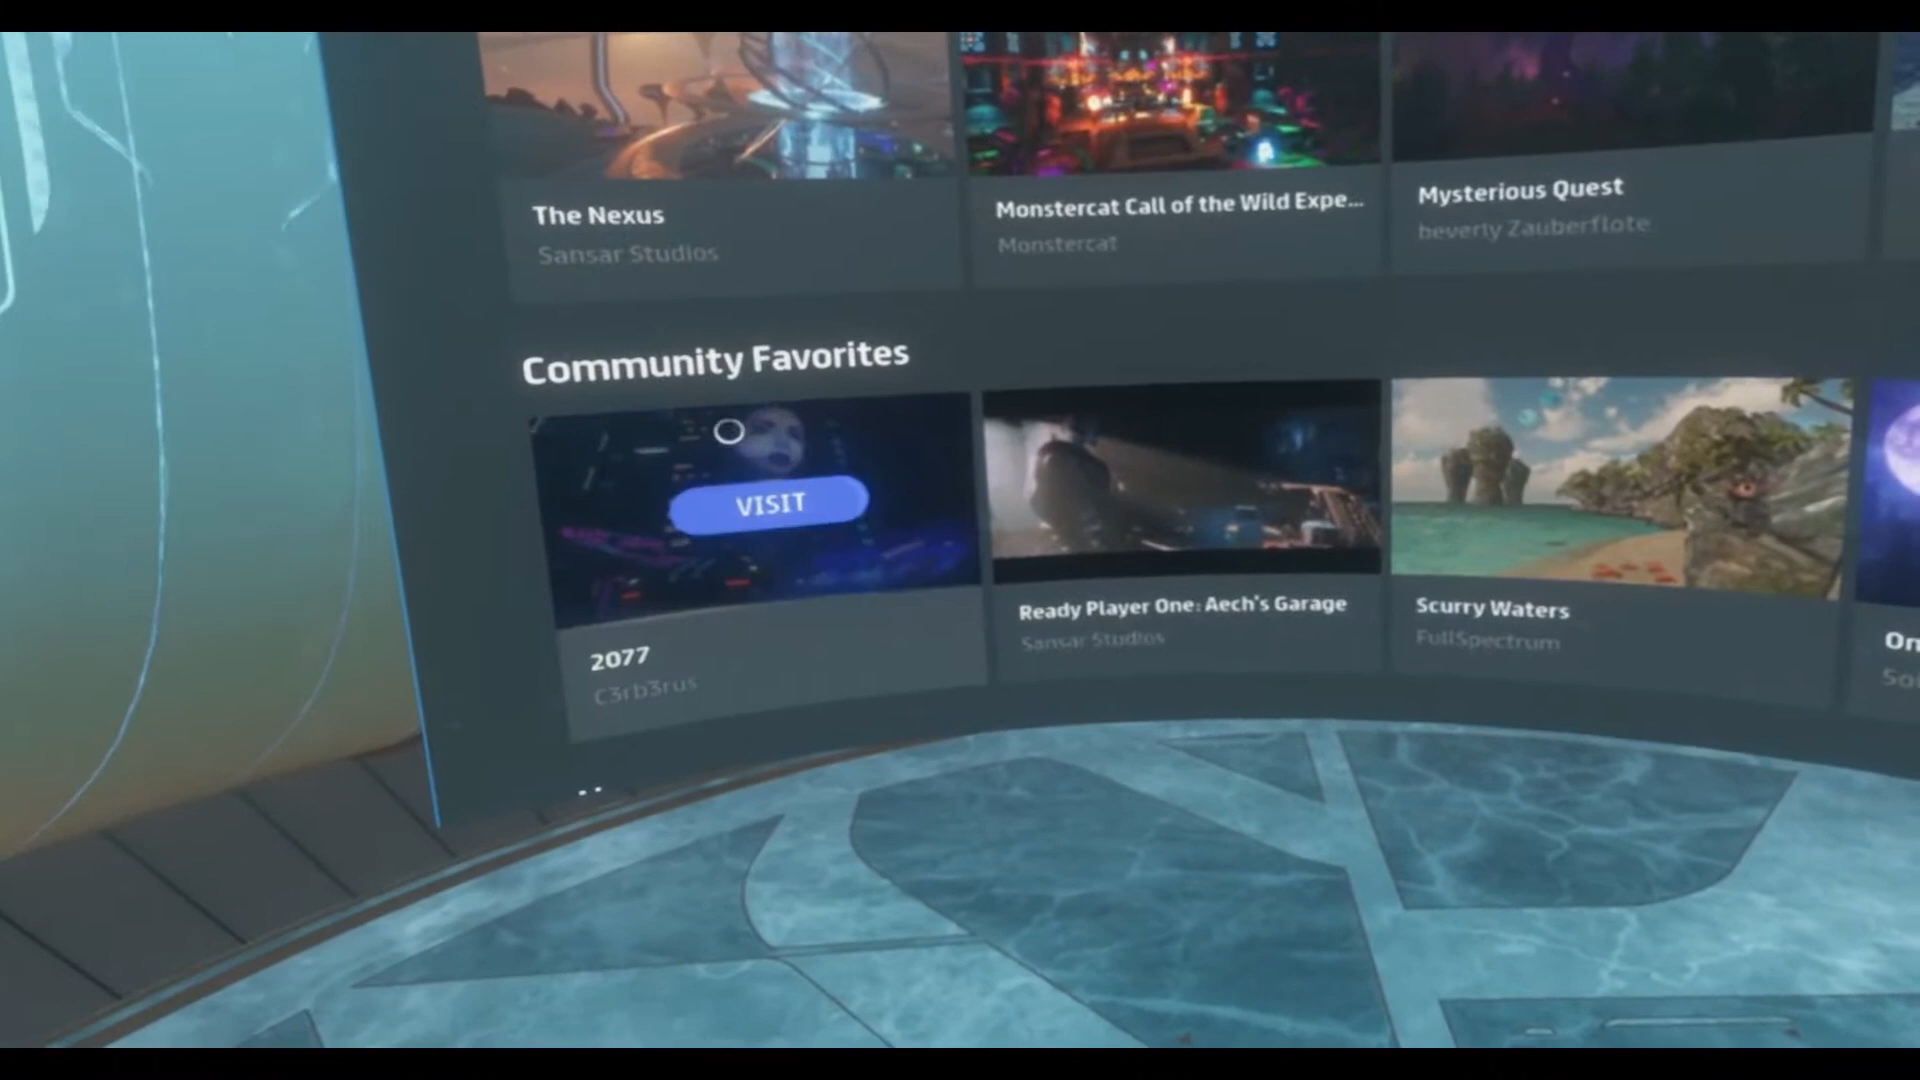 The Nexus
Sansar Studios
Monstercat Call of the Wild Expe...
Monstercat
Mysterious Quest
beverly Zauberflote
Community Favorites
VISIT
2077
C3rb3rus
Ready Player One: Aech's Garage
Sansar Studios
Scurry Waters
FullSpectrum